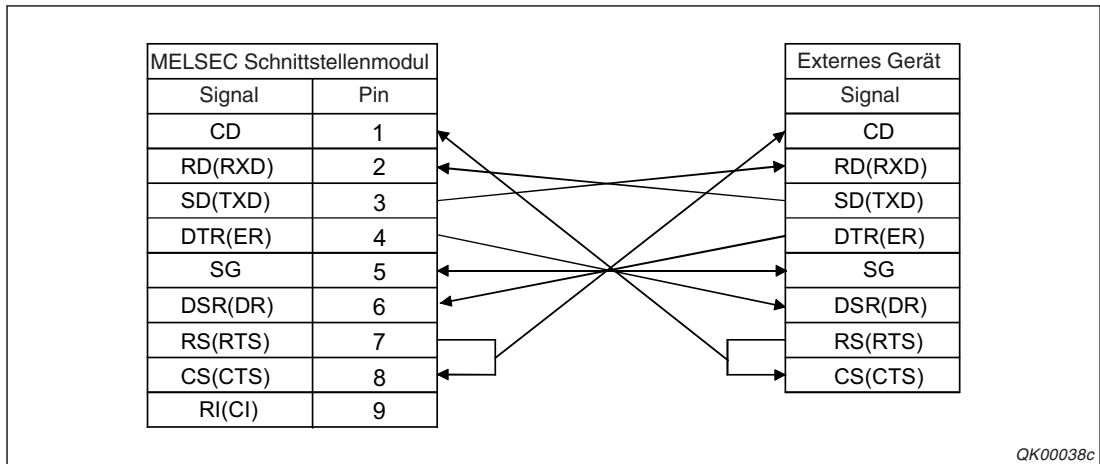 MELSEC Schnittstellenmodul
Externes Gerät
Signal Pin Signal
CD 1 CD
RD(RXD) 2 RD(RXD)
SD(TXD) 3 SD(TXD)
DTR(ER) 4 DTR(ER)
SG 5 SG
DSR(DR) 6 DSR(DR)
RS(RTS) 7 RS(RTS)
CS(CTS) 8 CS(CTS)
RI(CI) 9
QK00038c